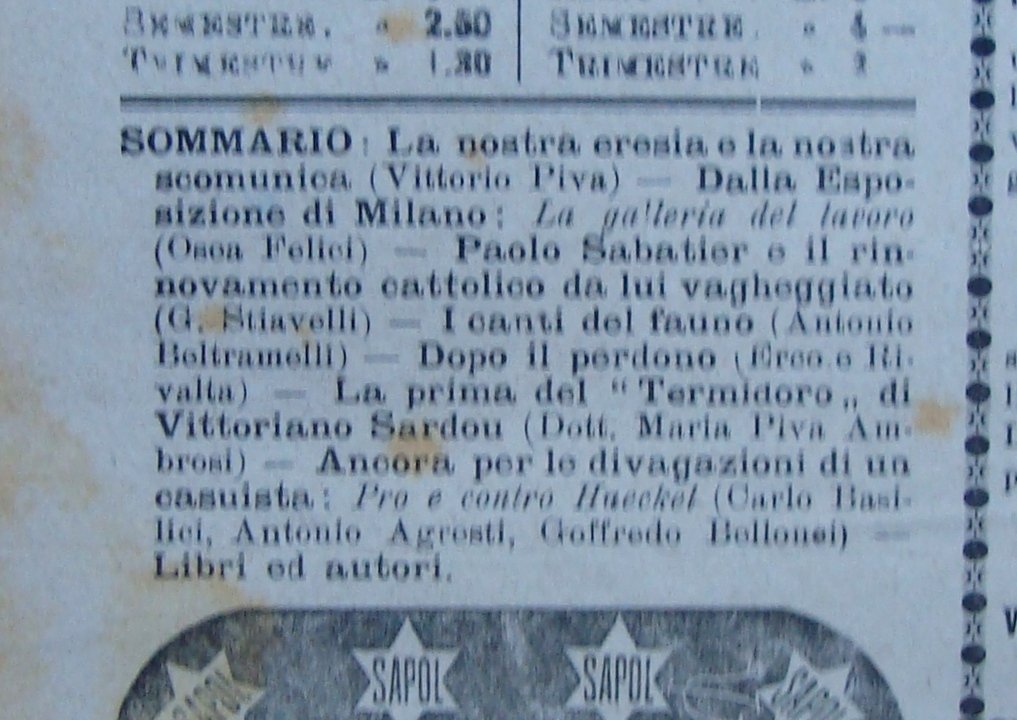 SEMESTRE. » 2.50 SEMESTRE. » 4 —
TRIMESTRE » 1.30 TRIMESTRE »
SOMMARIO: La nostra eresia e la nostra
scomunica (Vittorio Piva) — Dalla Espo-
sizione di Milano: La galleria del lavoro
(Osca Felici) — Paolo Sabatier e il rin-
novamento cattolico da lui vagheggiato
(G. Stiavelli) — I canti del fauno (Antonio
Beltramelli) — Dopo il perdono (Ercole Ri-
valta) — La prima del "Termidoro„ di
Vittoriano Sardou (Dott. Maria Piva Am-
brosi) — Ancora per le divagazioni di un
casuista: Pro e contro Haeckel (Carlo Basi-
lici, Antonio Agresti, Goffredo Bellonci) —
Libri ed autori.
SAPOL SAPOL SAPOL SAPOL